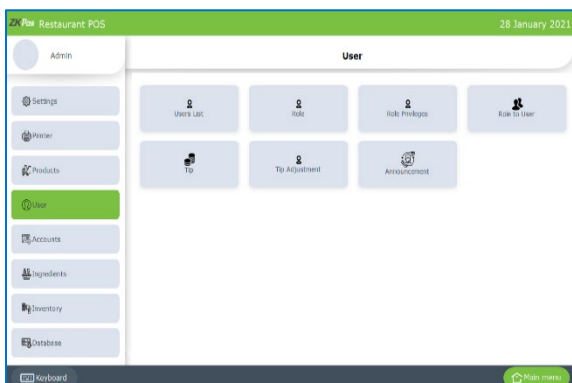 ZKPos Restaurant POS
28 January 2021
Admin
User
Settings
Printer
Products
User
Accounts
Ingredients
Inventory
Database
Users List
Role
Role Privileges
Role to User
Tip
Tip Adjustment
Announcement
Keyboard
Main menu